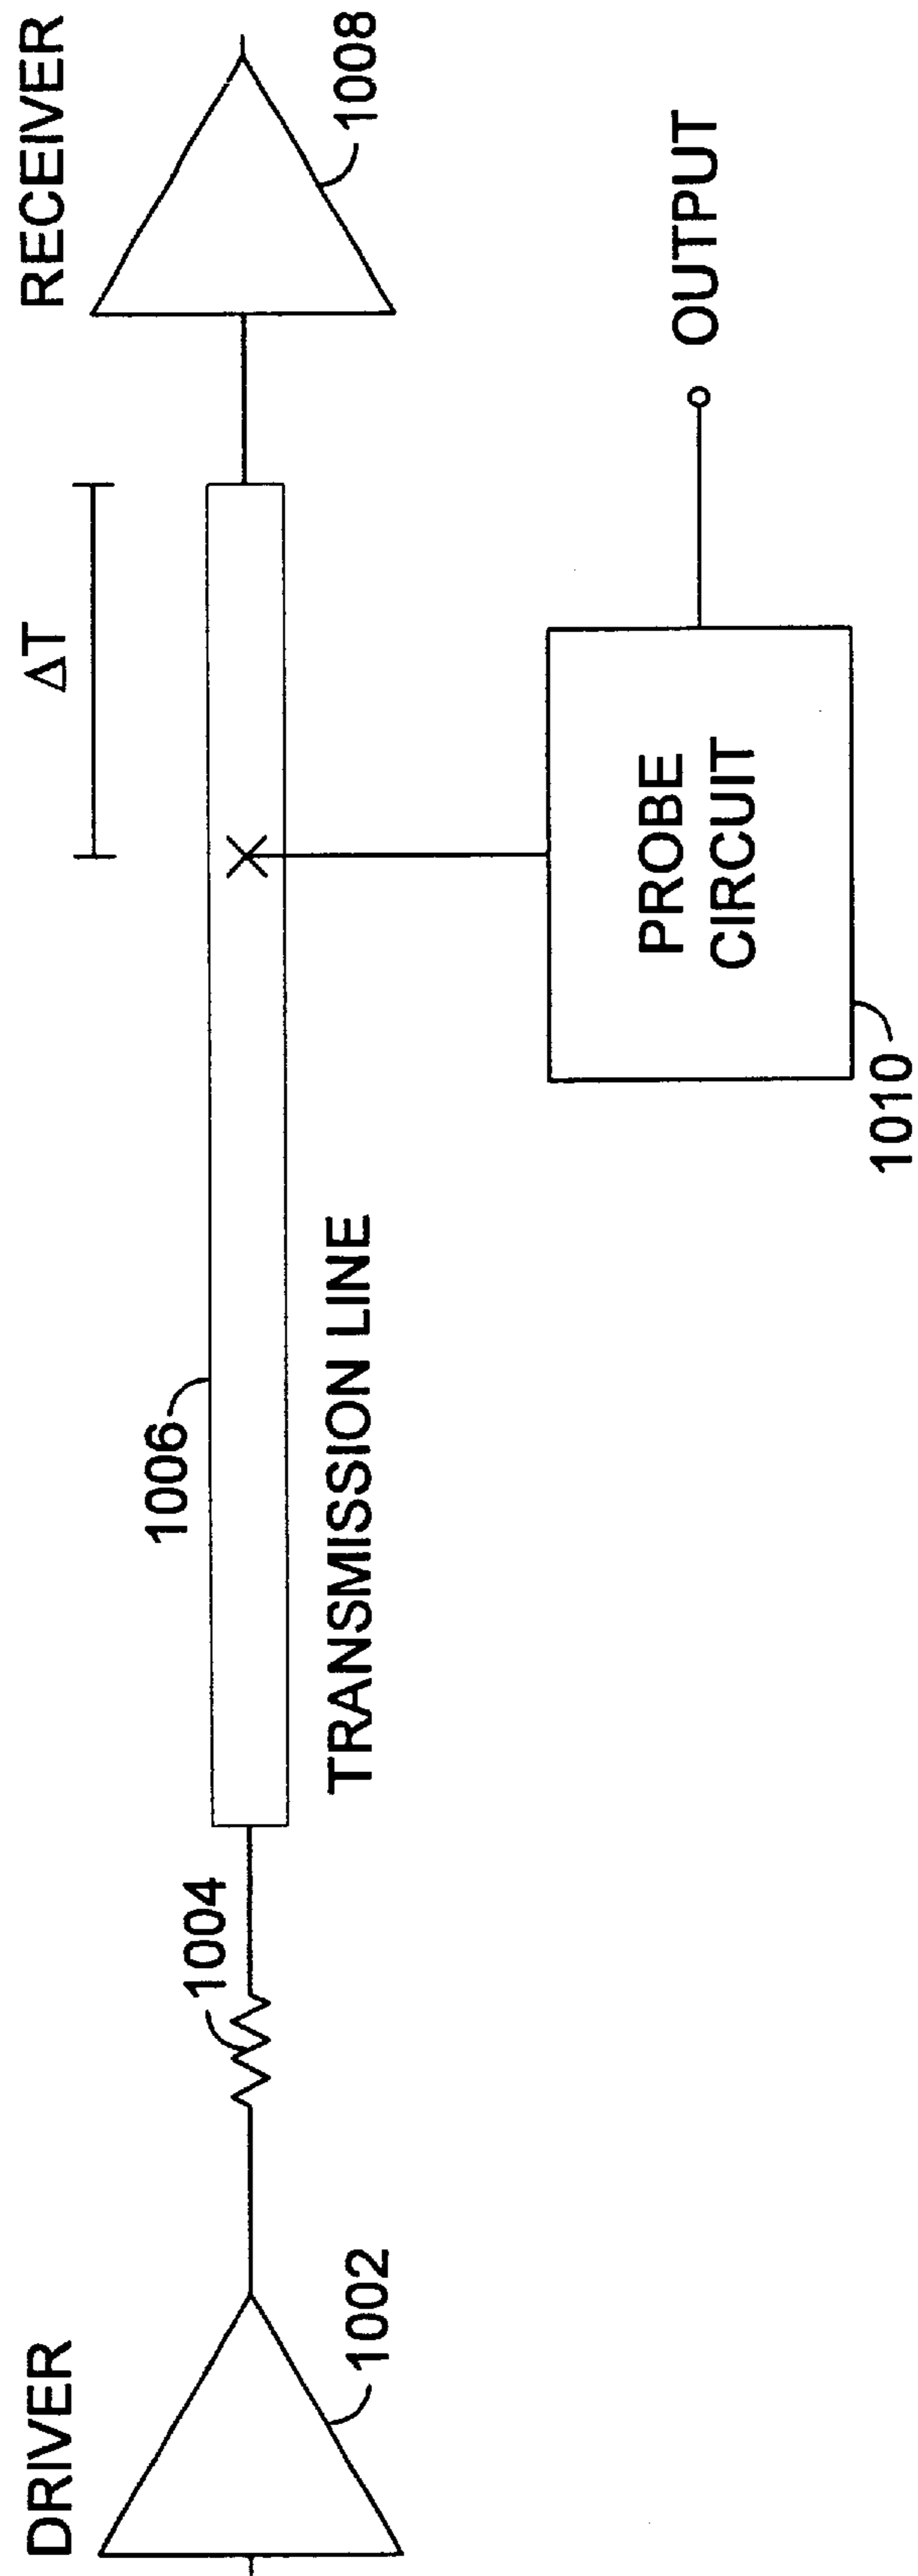 DRIVER
1002
1004
1006
TRANSMISSION LINE
ΔT
RECEIVER
1008
PROBE
CIRCUIT
1010
OUTPUT